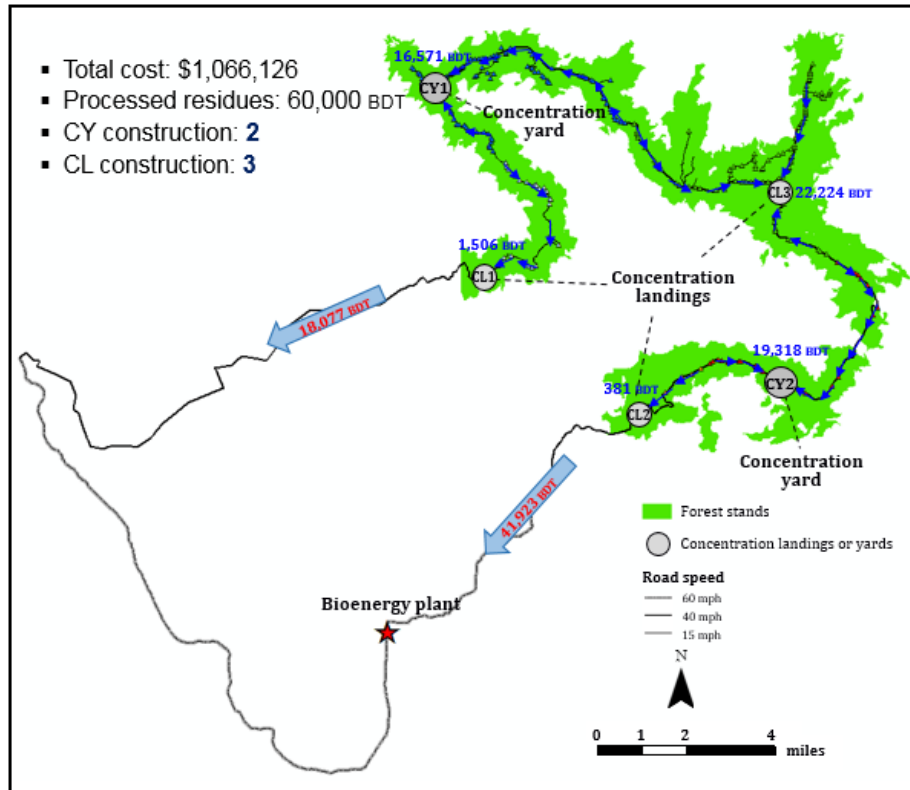 ▪ Total cost: $1,066,126
▪ Processed residues: 60,000 BDT
▪ CY construction: 2
▪ CL construction: 3
16,571 BDT
CY1
Concentration
yard
CL3
22,224 BDT
1,506 BDT
CL1
Concentration
landings
18,077 BDT
19,318 BDT
381 BDT
CY2
CL2
Concentration
yard
41,923 BDT
Forest stands
Concentration landings or yards
Road speed
60 mph
40 mph
15 mph
Bioenergy plant
N
0 1 2 4
miles